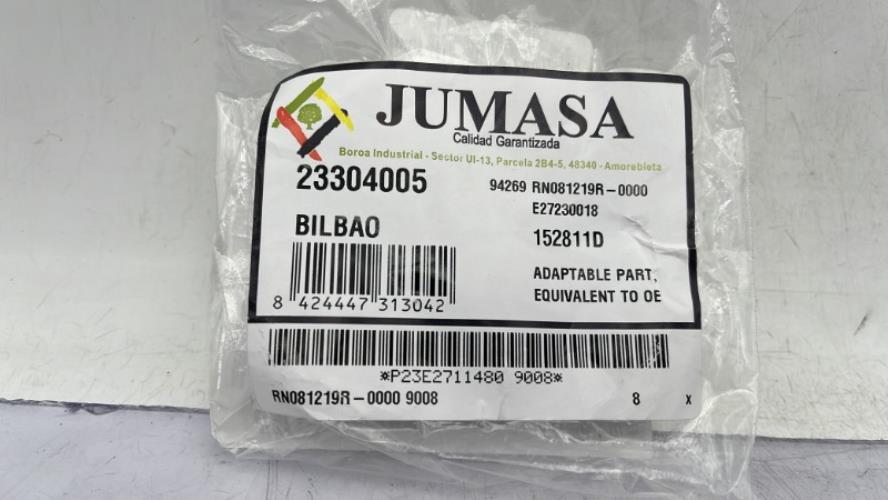 JUMASA
Calidad Garantizada
Boroa Industrial - Sector UI-13, Parcela 2B4-5, 48340 - Amorebieta
23304005
94269 RN081219R-0000
E27230018
BILBAO
152811D
ADAPTABLE PART,
EQUIVALENT TO OE
8 424447 313042
*P23E2711480 9008*
RN081219R-0000 9008 8 x